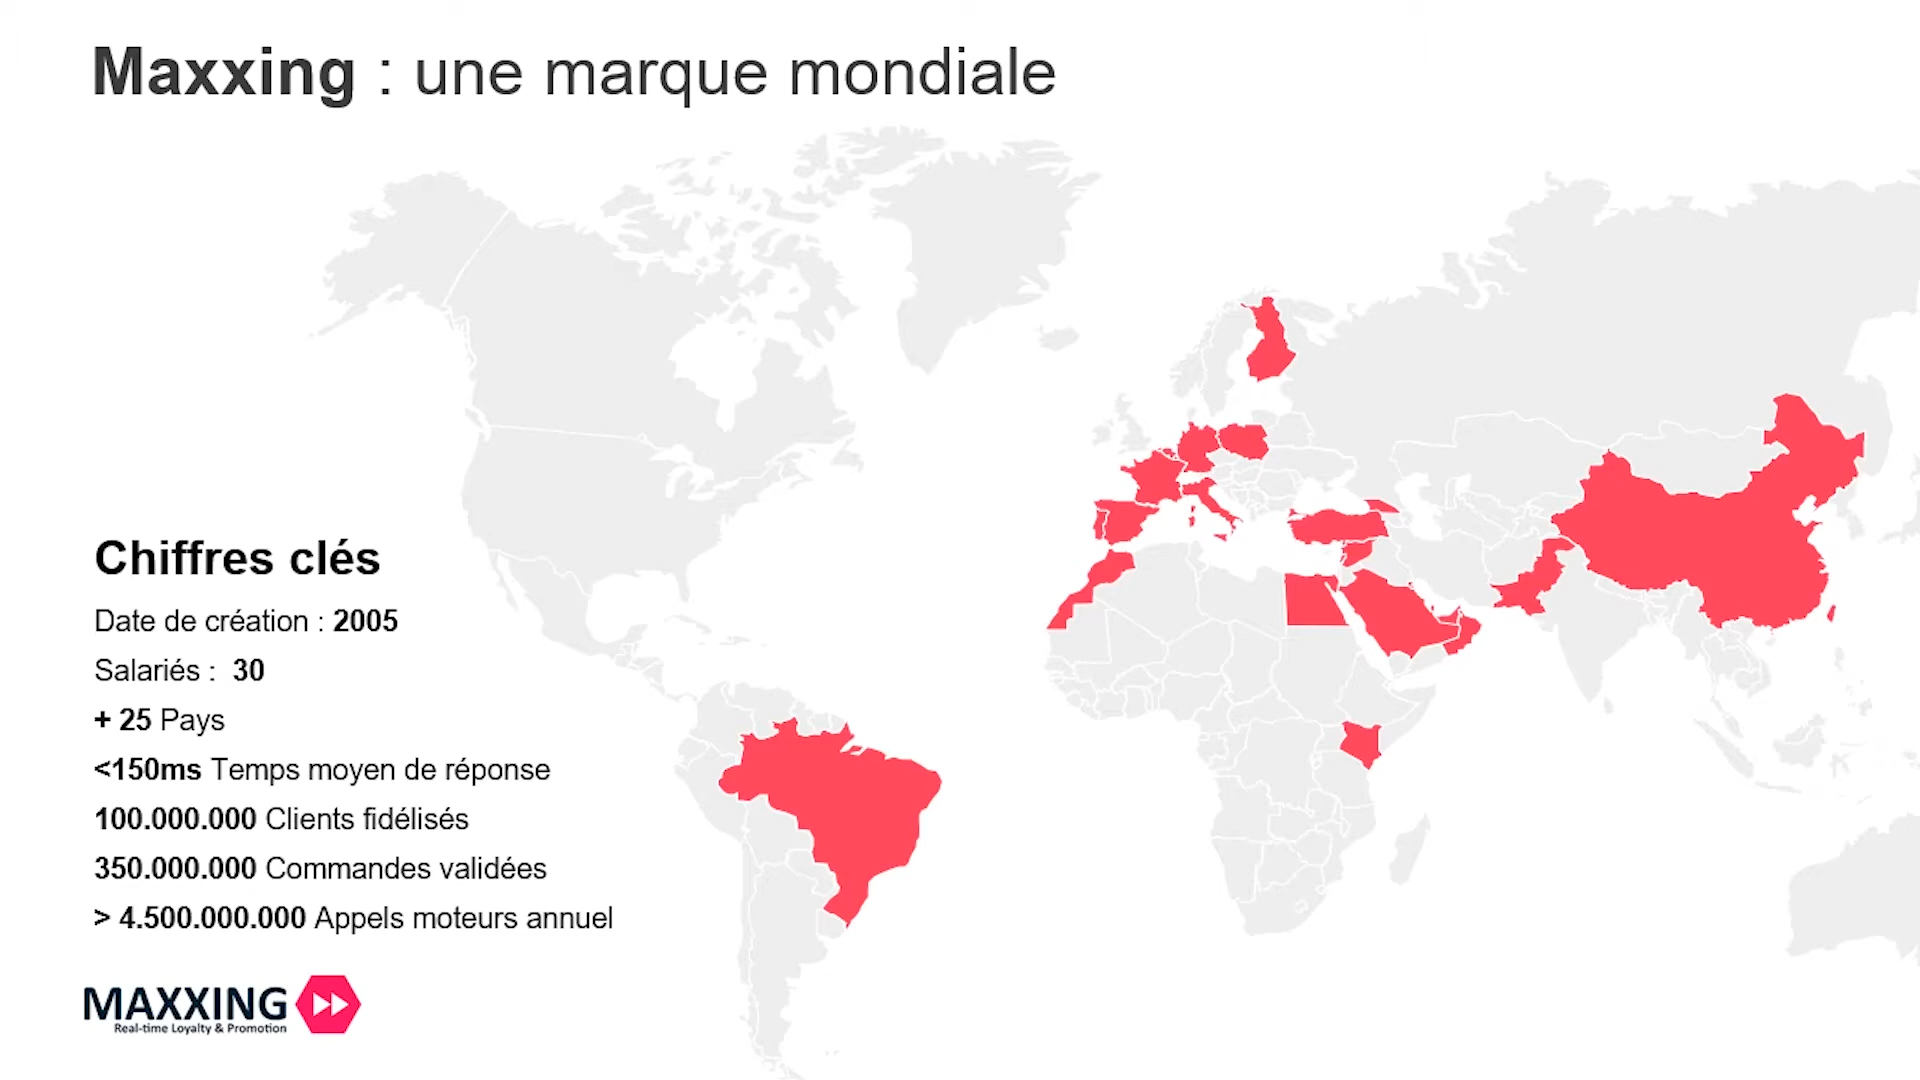 Maxxing : une marque mondiale
Chiffres clés
Date de création : 2005
Salariés : 30
+ 25 Pays
<150ms Temps moyen de réponse
100.000.000 Clients fidélisés
350.000.000 Commandes validées
> 4.500.000.000 Appels moteurs annuel
MAXXING
Real-time Loyalty & Promotion